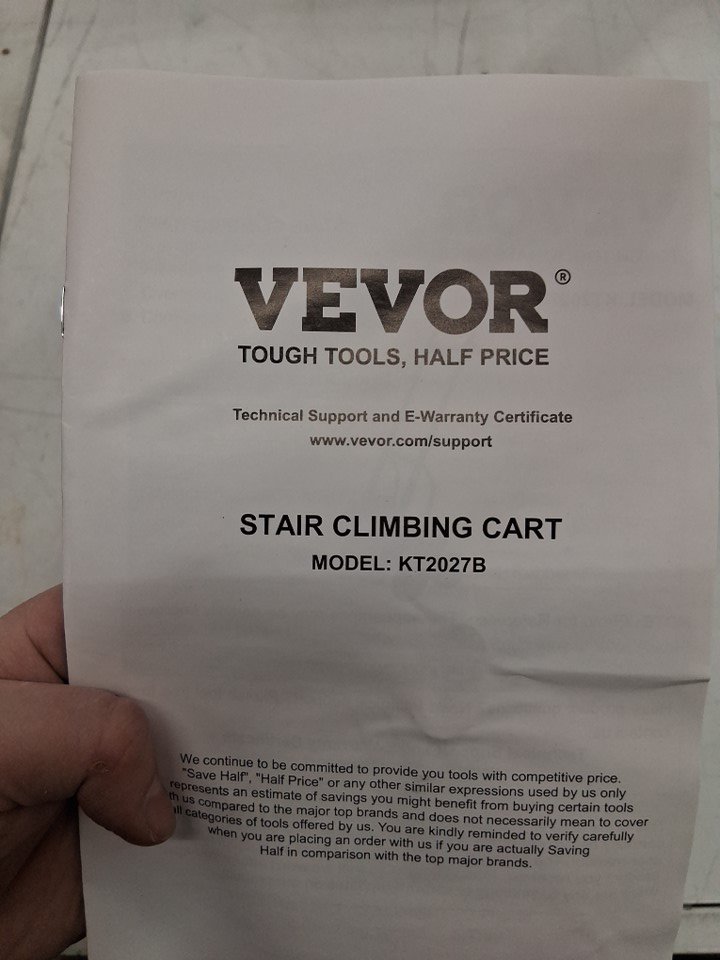 VEVOR®
TOUGH TOOLS, HALF PRICE
Technical Support and E-Warranty Certificate
www.vevor.com/support
STAIR CLIMBING CART
MODEL: KT2027B
We continue to be committed to provide you tools with competitive price.
"Save Half", "Half Price" or any other similar expressions used by us only
represents an estimate of savings you might benefit from buying certain tools
us compared to the major top brands and does not necessarily mean to cover
categories of tools offered by us. You are kindly reminded to verify carefully
when you are placing an order with us if you are actually Saving
Half in comparison with the top major brands.